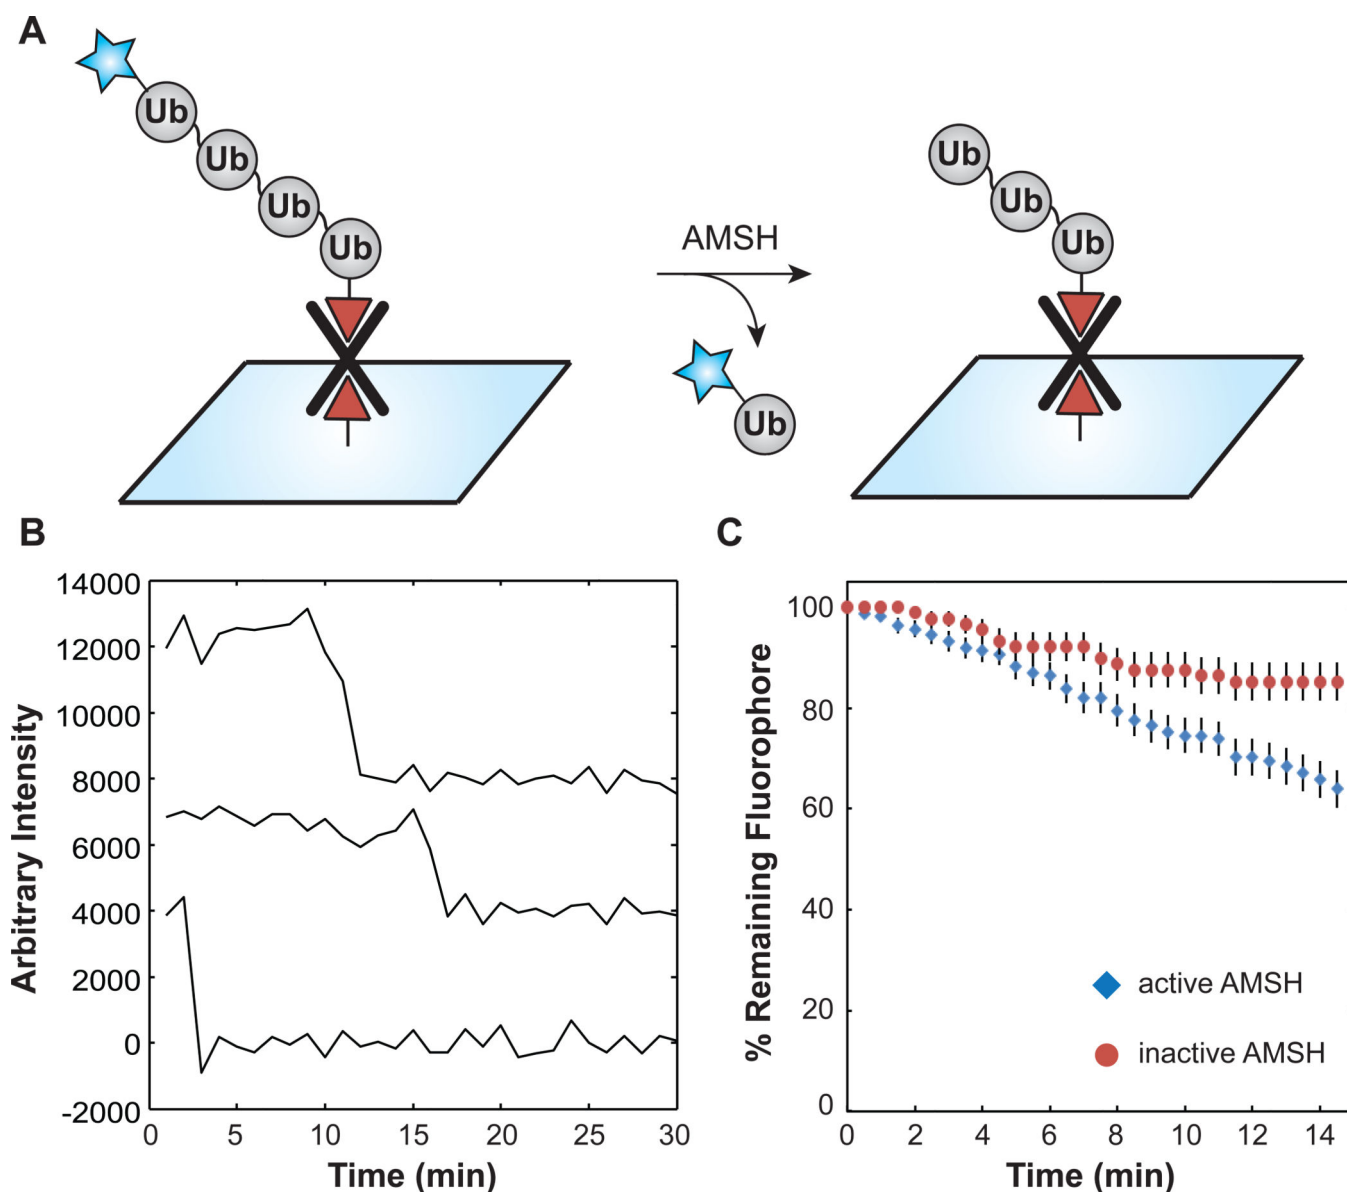 A
Ub
Ub
Ub
Ub
AMSH
Ub
Ub
Ub
Ub
B
14000
12000
10000
8000
6000
4000
2000
0
-2000
0 5 10 15 20 25 30
Arbitrary Intensity
Time (min)
C
100
80
60
40
20
0
0 2 4 6 8 10 12 14
% Remaining Fluorophore
Time (min)
active AMSH
inactive AMSH